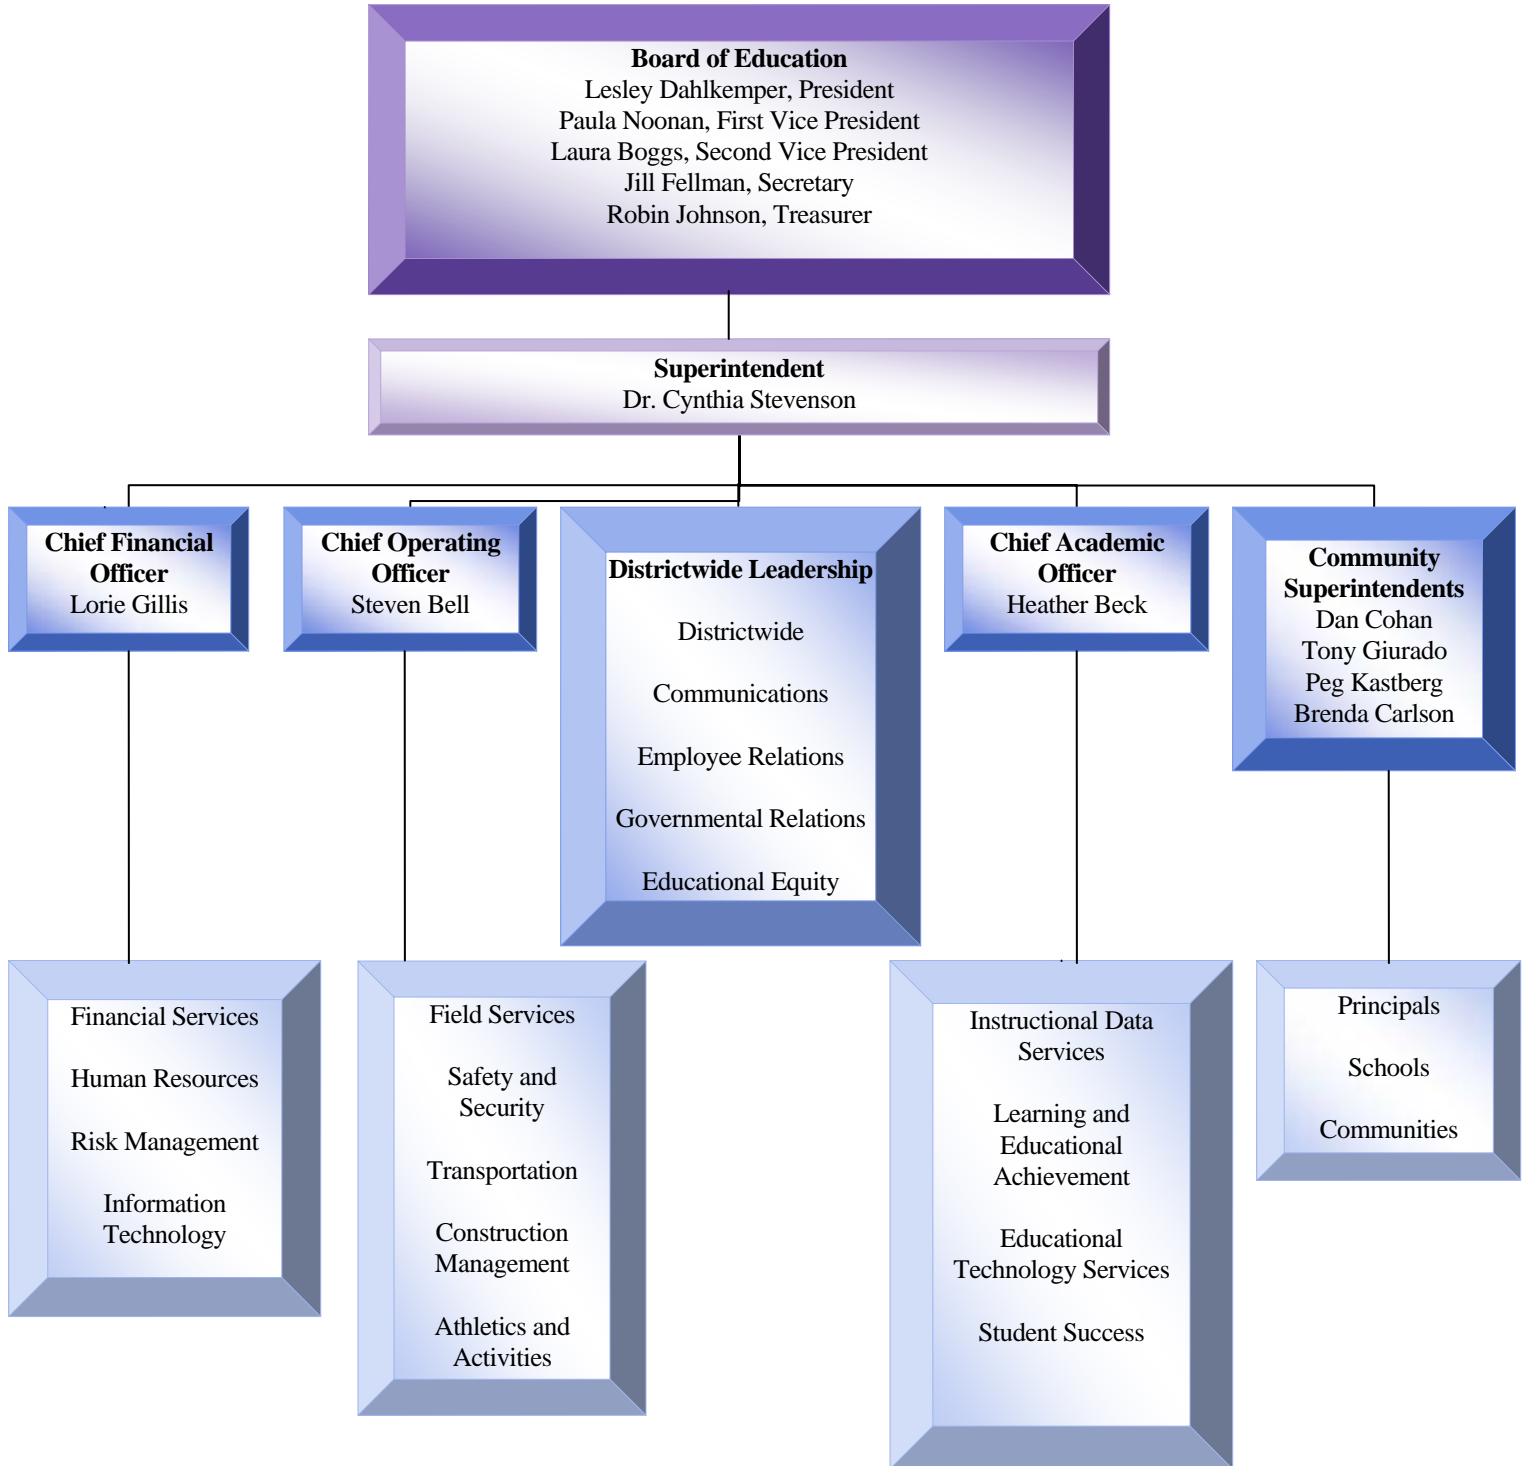 Board of Education
Lesley Dahlkemper, President
Paula Noonan, First Vice President
Laura Boggs, Second Vice President
Jill Fellman, Secretary
Robin Johnson, Treasurer
Superintendent
Dr. Cynthia Stevenson
Chief Financial
Officer
Lorie Gillis
Chief Operating
Officer
Steven Bell
Districtwide Leadership
Districtwide
Communications
Employee Relations
Governmental Relations
Educational Equity
Chief Academic
Officer
Heather Beck
Community
Superintendents
Dan Cohan
Tony Giurado
Peg Kastberg
Brenda Carlson
Financial Services
Human Resources
Risk Management
Information
Technology
Field Services
Safety and
Security
Transportation
Construction
Management
Athletics and
Activities
Instructional Data
Services
Learning and
Educational
Achievement
Educational
Technology Services
Student Success
Principals
Schools
Communities